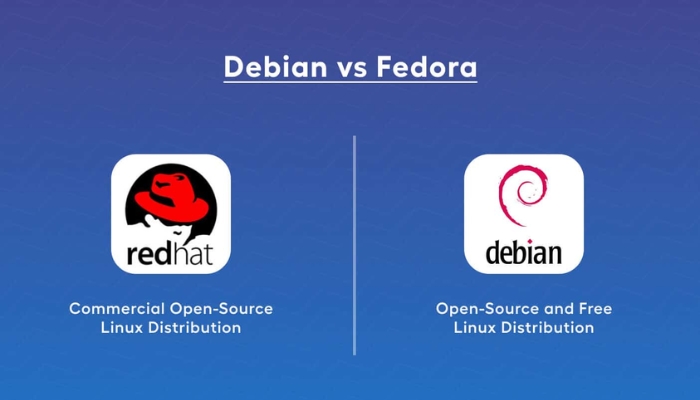 Debian vs Fedora
redhat
Commercial Open-Source
Linux Distribution
debian
Open-Source and Free
Linux Distribution